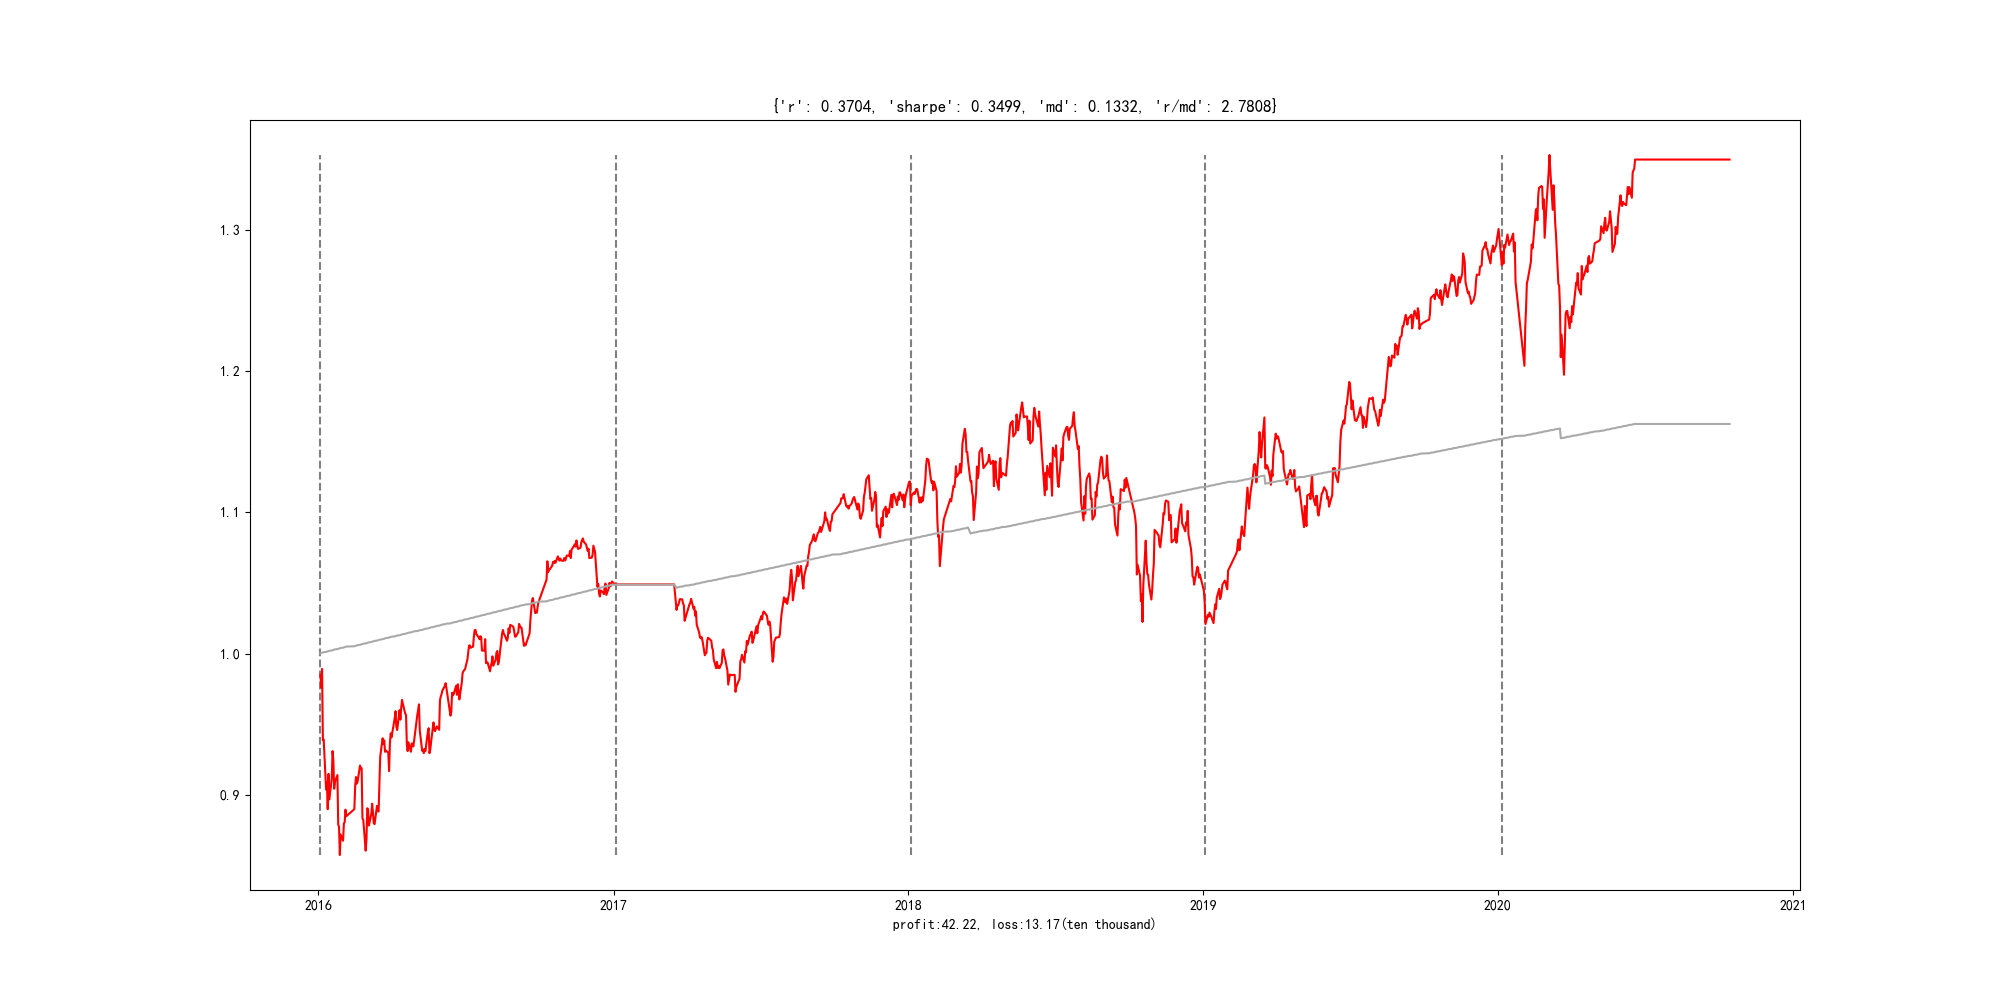 {'r': 0.3704, 'sharpe': 0.3499, 'md': 0.1332, 'r/md': 2.7808}
1.3
1.2
1.1
1.0
0.9
2016 2017 2018 2019 2020 2021
profit:42.22, loss:13.17(ten thousand)